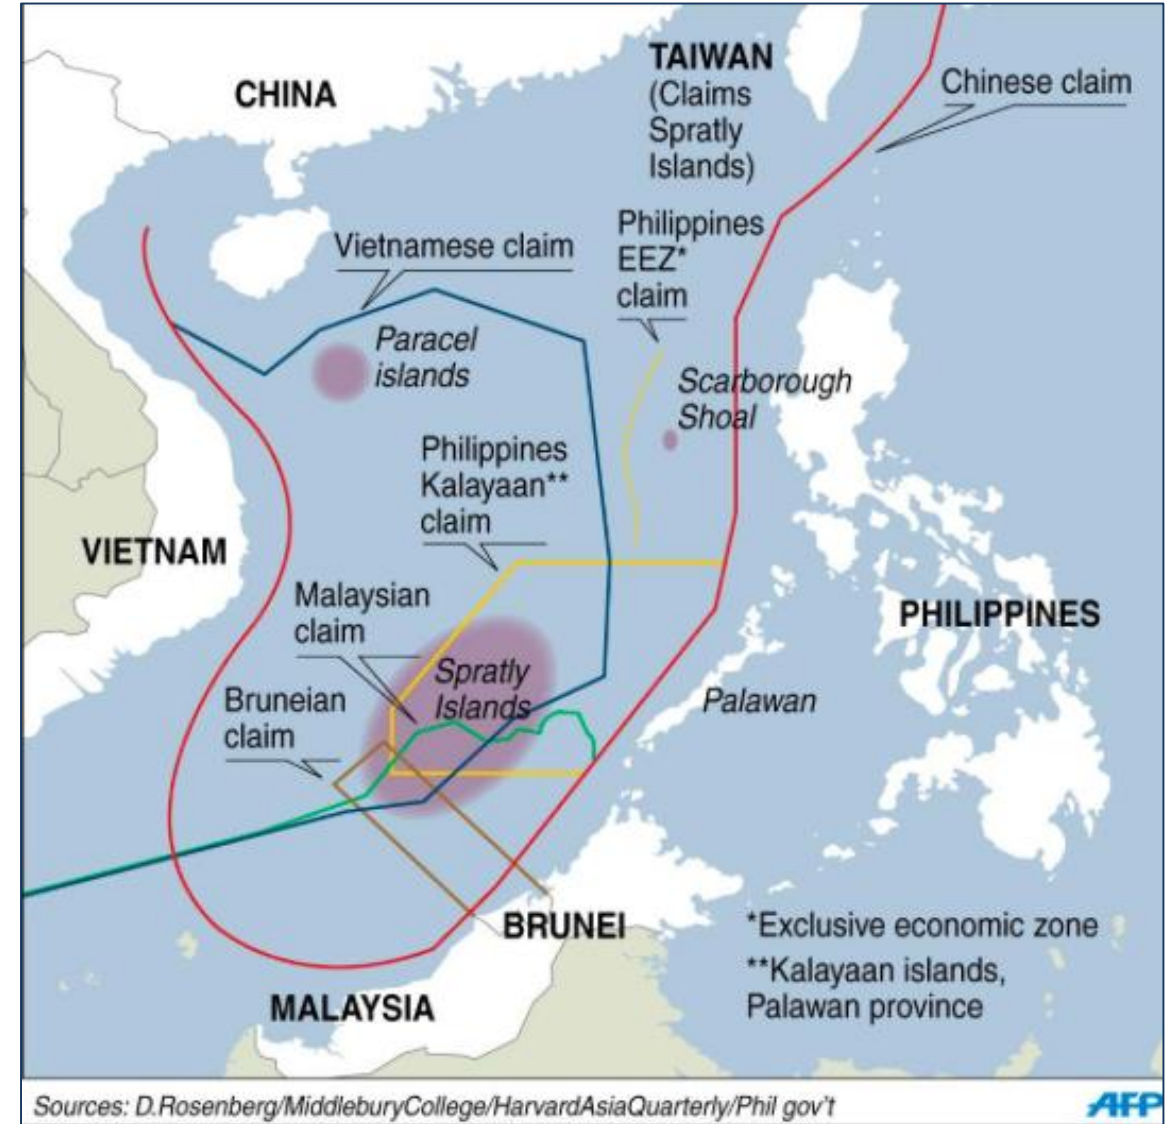 TAIWAN
(Claims
Spratly
Islands)
Chinese claim
CHINA
Philippines
EEZ*
claim
Vietnamese claim
Paracel
islands
Scarborough
Shoal
Philippines
Kalayaan**
claim
VIETNAM
Malaysian
claim
PHILIPPINES
Spratly
Islands
Bruneian
claim
Palawan
BRUNEI
*Exclusive economic zone
**Kalayaan islands,
Palawan province
MALAYSIA
Sources: D.Rosenberg/MiddleburyCollege/HarvardAsiaQuarterly/Phil gov't
AFP